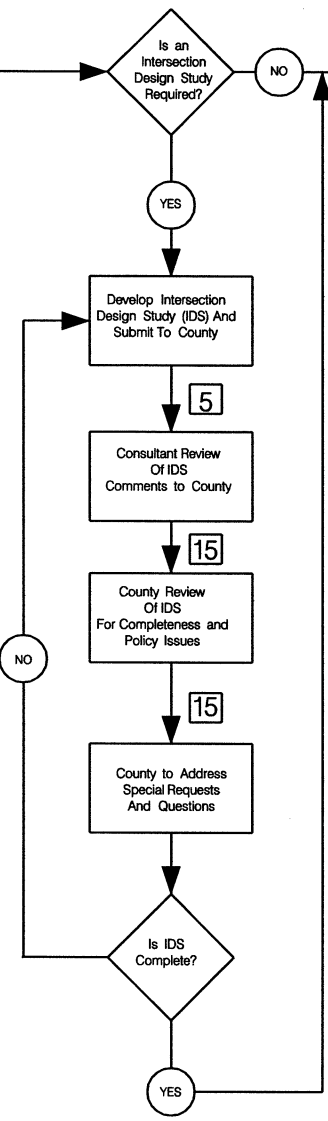 Is an
Intersection
Design Study
Required?
NO
YES
Develop Intersection
Design Study (IDS) And
Submit To County
5
Consultant Review
Of IDS
Comments to County
15
County Review
Of IDS
For Completeness and
Policy Issues
NO
15
County to Address
Special Requests
And Questions
Is IDS
Complete?
YES